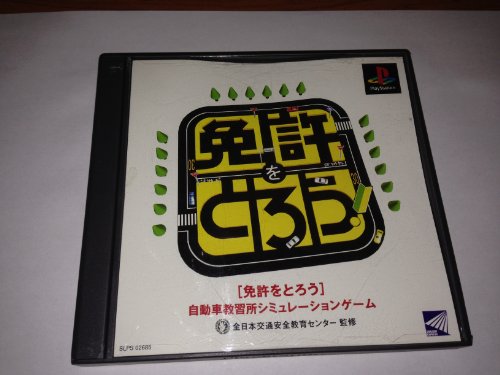 PlayStation
免許
を
とろう
[免許をとろう]
自動車教習所シミュレーションゲーム
全日本交通安全教育センター 監修
SLPS 02685